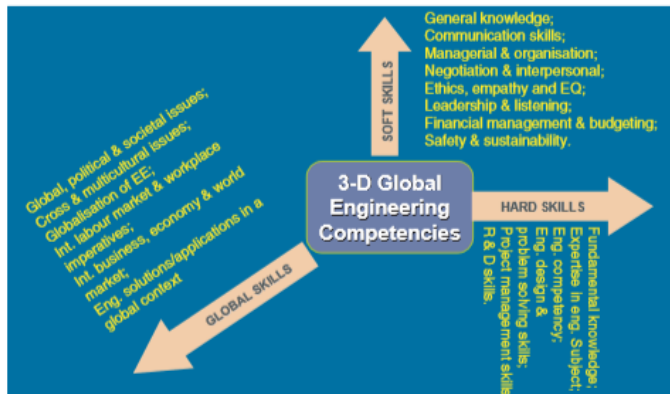 General knowledge;
Communication skills;
Managerial & organisation;
Negotiation & interpersonal;
Ethics, empathy and EQ;
Leadership & listening;
Financial management & budgeting;
Safety & sustainability.
SOFT SKILLS
3-D Global
Engineering
Competencies
HARD SKILLS
Fundamental knowledge;
Expertise in eng. Subject;
Eng. competency;
Eng. design &
problem solving skills;
Project management skills
R & D skills.
GLOBAL SKILLS
Global, political & societal issues;
Cross & multicultural issues;
Globalisation of EE;
Int. labour market & workplace
imperatives;
Int. business, economy & world
market;
Eng. solutions/applications in a
global context